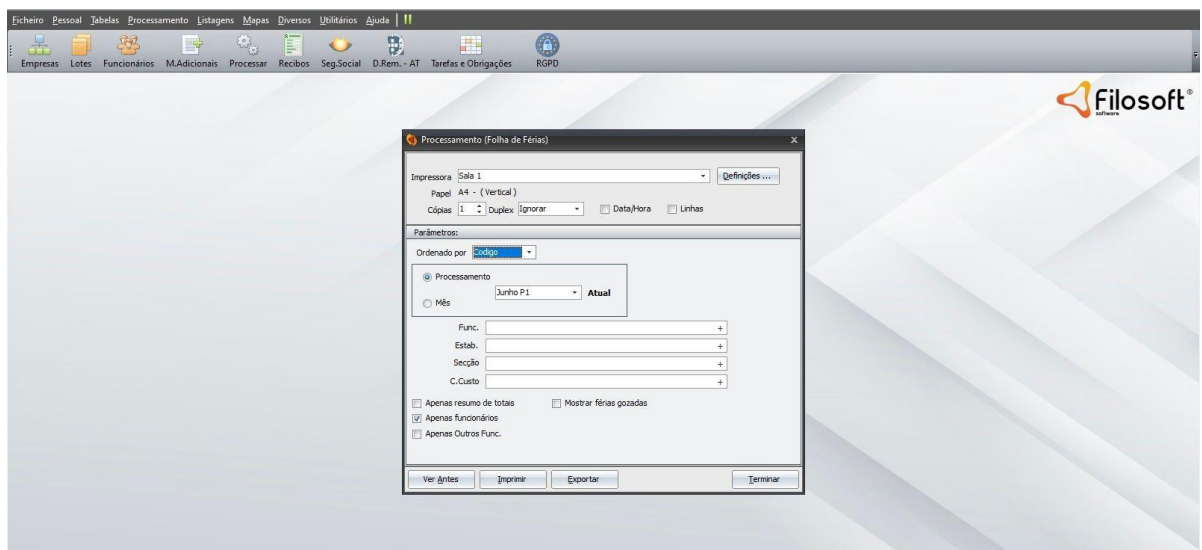 Ficheiro Pessoal Tabelas Processamento Listagens Mapas Diversos Utilitários Ajuda
Empresas Lotes Funcionários M.Adicionais Processar Recibos Seg.Social D.Rem. - AT Tarefas e Obrigações RGPD
Filosoft®
software
Processamento (Folha de Férias) x
Impressora Sala 1 Definições ...
Papel A4 - ( Vertical )
Cópias 1 Duplex Ignorar Data/Hora Linhas
Parâmetros:
Ordenado por Codigo
Processamento
Junho P1 Atual
Mês
Func. +
Estab. +
Secção +
C.Custo +
Apenas resumo de totais Mostrar férias gozadas
Apenas funcionários
Apenas Outros Func.
Ver Antes Imprimir Exportar Terminar